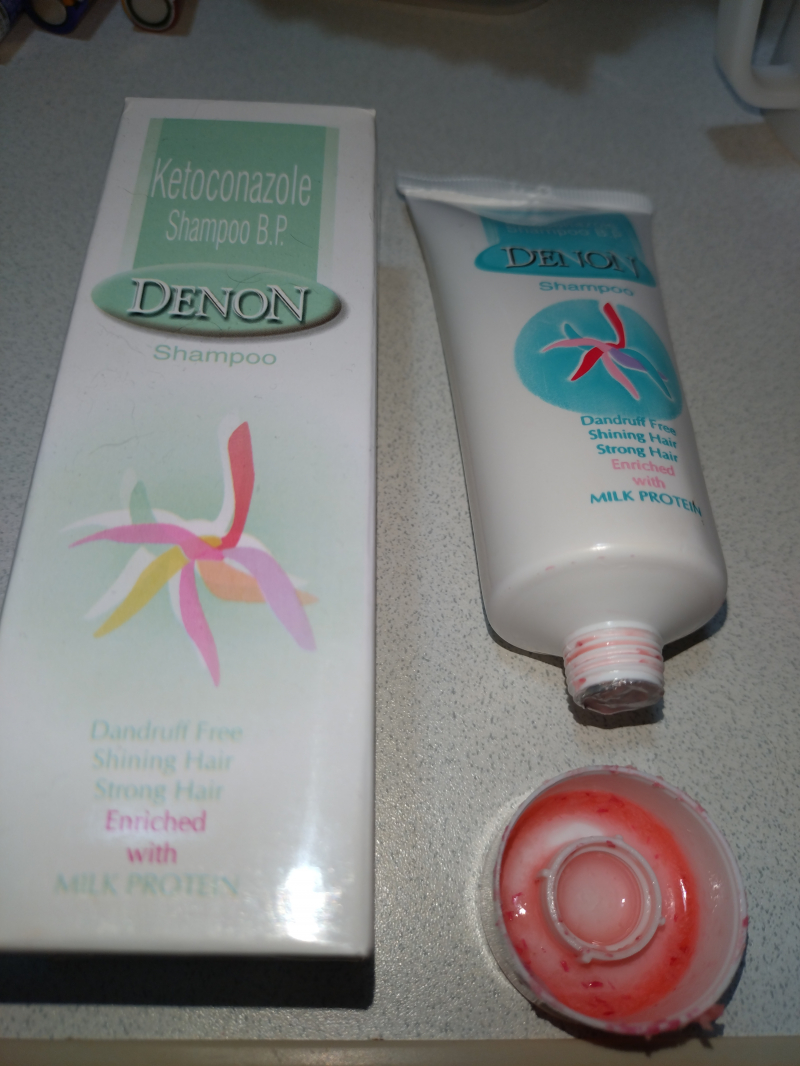 Ketoconazole
Shampoo B.P.
DENON
Shampoo
Dandruff Free
Shining Hair
Strong Hair
Enriched
with
MILK PROTEIN
DENON
Shampoo
Dandruff Free
Shining Hair
Strong Hair
Enriched
with
MILK PROTEIN